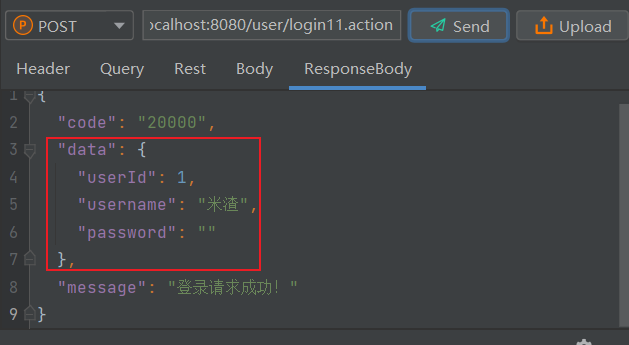 P POST ocalhost:8080/user/login11.action Send Upload
Header Query Rest Body ResponseBody
1 {
2 "code": "20000",
3 "data": {
4 "userId": 1,
5 "username": "米渣",
6 "password": ""
7 },
8 "message": "登录请求成功！"
9 }